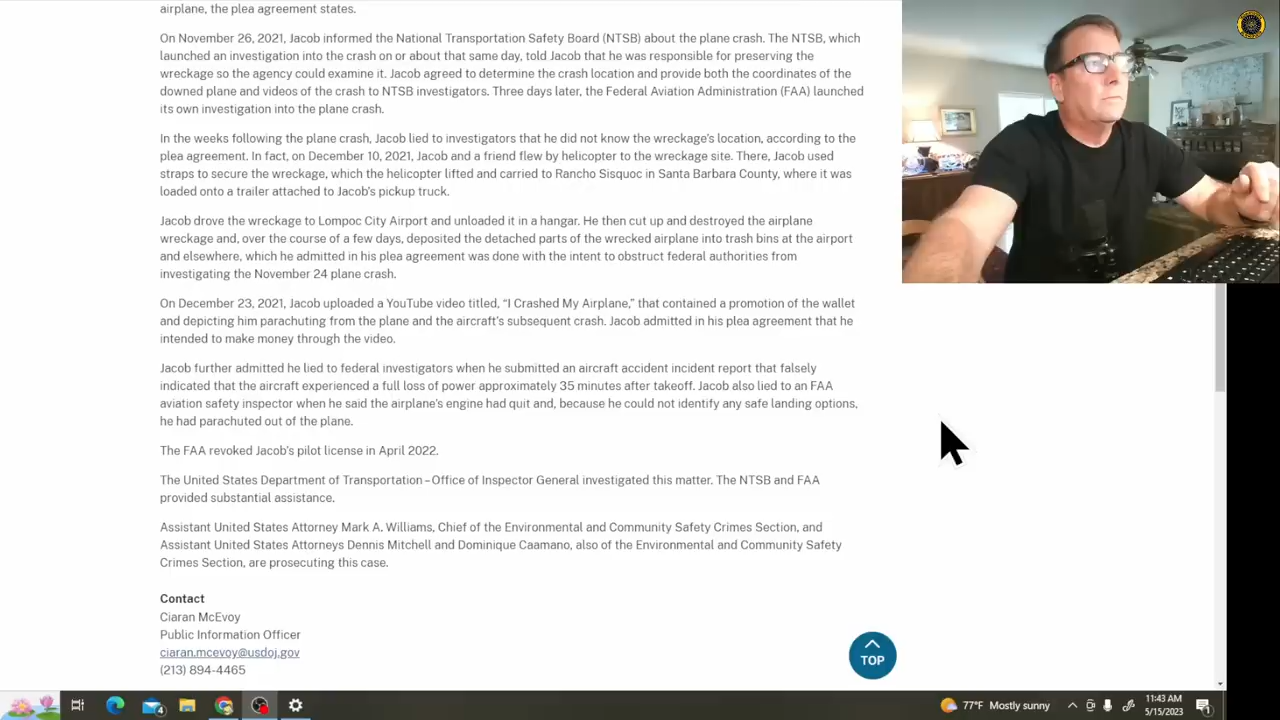 airplane, the plea agreement states.
On November 26, 2021, Jacob informed the National Transportation Safety Board (NTSB) about the plane crash. The NTSB, which
launched an investigation into the crash on or about that same day, told Jacob that he was responsible for preserving the
wreckage so the agency could examine it. Jacob agreed to determine the crash location and provide both the coordinates of the
downed plane and videos of the crash to NTSB investigators. Three days later, the Federal Aviation Administration (FAA) launched
its own investigation into the plane crash.
In the weeks following the plane crash, Jacob lied to investigators that he did not know the wreckage's location, according to the
plea agreement. In fact, on December 10, 2021, Jacob and a friend flew by helicopter to the wreckage site. There, Jacob used
straps to secure the wreckage, which the helicopter lifted and carried to Rancho Sisquoc in Santa Barbara County, where it was
loaded onto a trailer attached to Jacob's pickup truck.
Jacob drove the wreckage to Lompoc City Airport and unloaded it in a hangar. He then cut up and destroyed the airplane
wreckage and, over the course of a few days, deposited the detached parts of the wrecked airplane into trash bins at the airport
and elsewhere, which he admitted in his plea agreement was done with the intent to obstruct federal authorities from
investigating the November 24 plane crash.
On December 23, 2021, Jacob uploaded a YouTube video titled, “I Crashed My Airplane,” that contained a promotion of the wallet
and depicting him parachuting from the plane and the aircraft's subsequent crash. Jacob admitted in his plea agreement that he
intended to make money through the video.
Jacob further admitted he lied to federal investigators when he submitted an aircraft accident incident report that falsely
indicated that the aircraft experienced a full loss of power approximately 35 minutes after takeoff. Jacob also lied to an FAA
aviation safety inspector when he said the airplane's engine had quit and, because he could not identify any safe landing options,
he had parachuted out of the plane.
The FAA revoked Jacob's pilot license in April 2022.
The United States Department of Transportation – Office of Inspector General investigated this matter. The NTSB and FAA
provided substantial assistance.
Assistant United States Attorney Mark A. Williams, Chief of the Environmental and Community Safety Crimes Section, and
Assistant United States Attorneys Dennis Mitchell and Dominique Caamano, also of the Environmental and Community Safety
Crimes Section, are prosecuting this case.
Contact
Ciaran McEvoy
Public Information Officer
ciaran.mcevoy@usdoj.gov
(213) 894-4465
TOP
4
77°F Mostly sunny
11:43 AM
5/15/2023
1